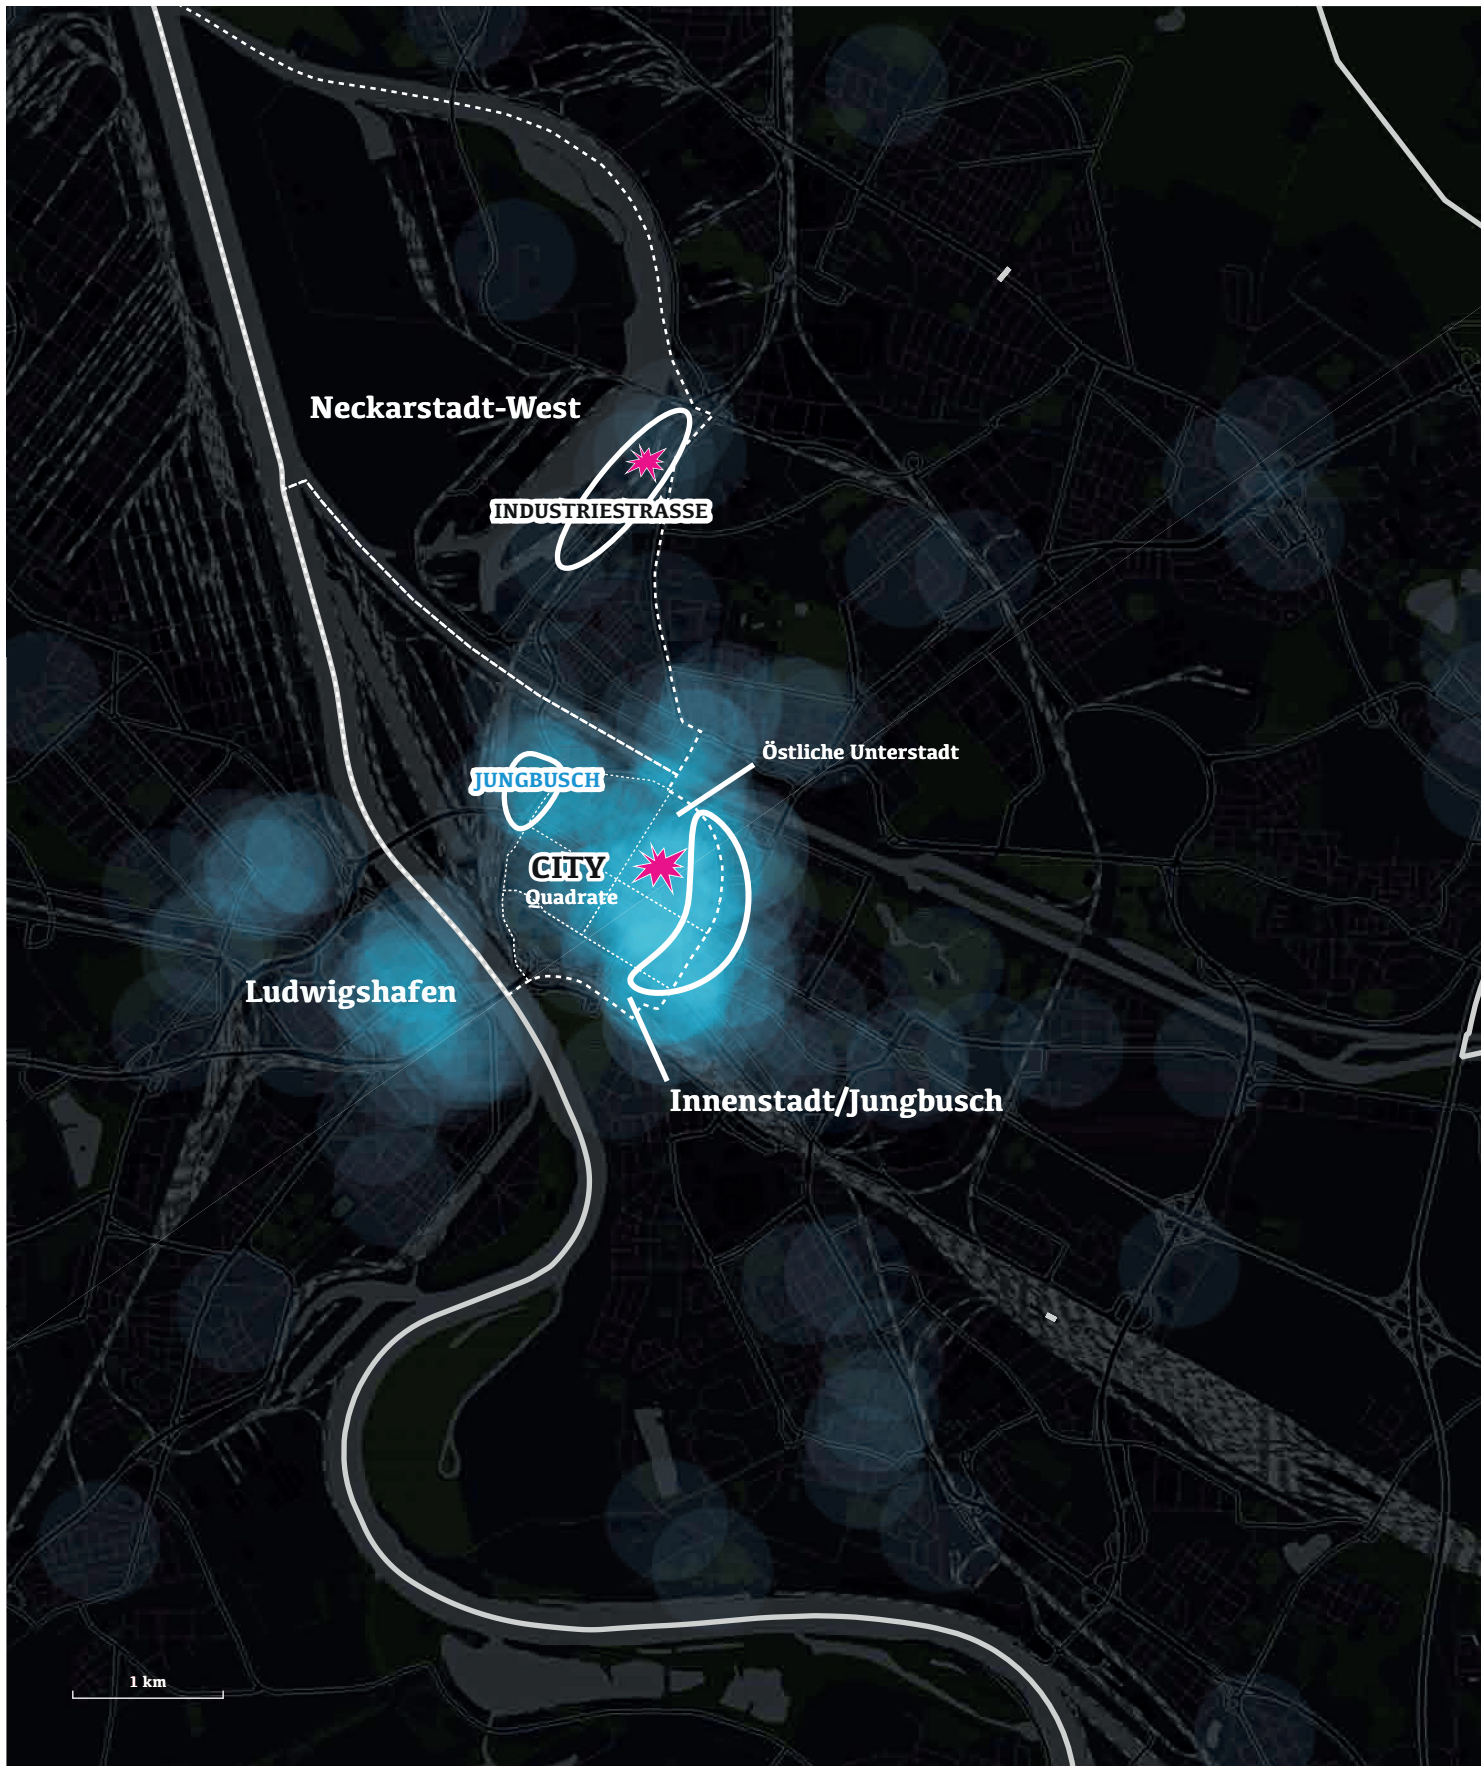 Neckarstadt-West
INDUSTRIESTRASSE
Östliche Unterstadt
JUNGBUSCH
CITY
Quadrate
Ludwigshafen
Innenstadt/Jungbusch
1 km